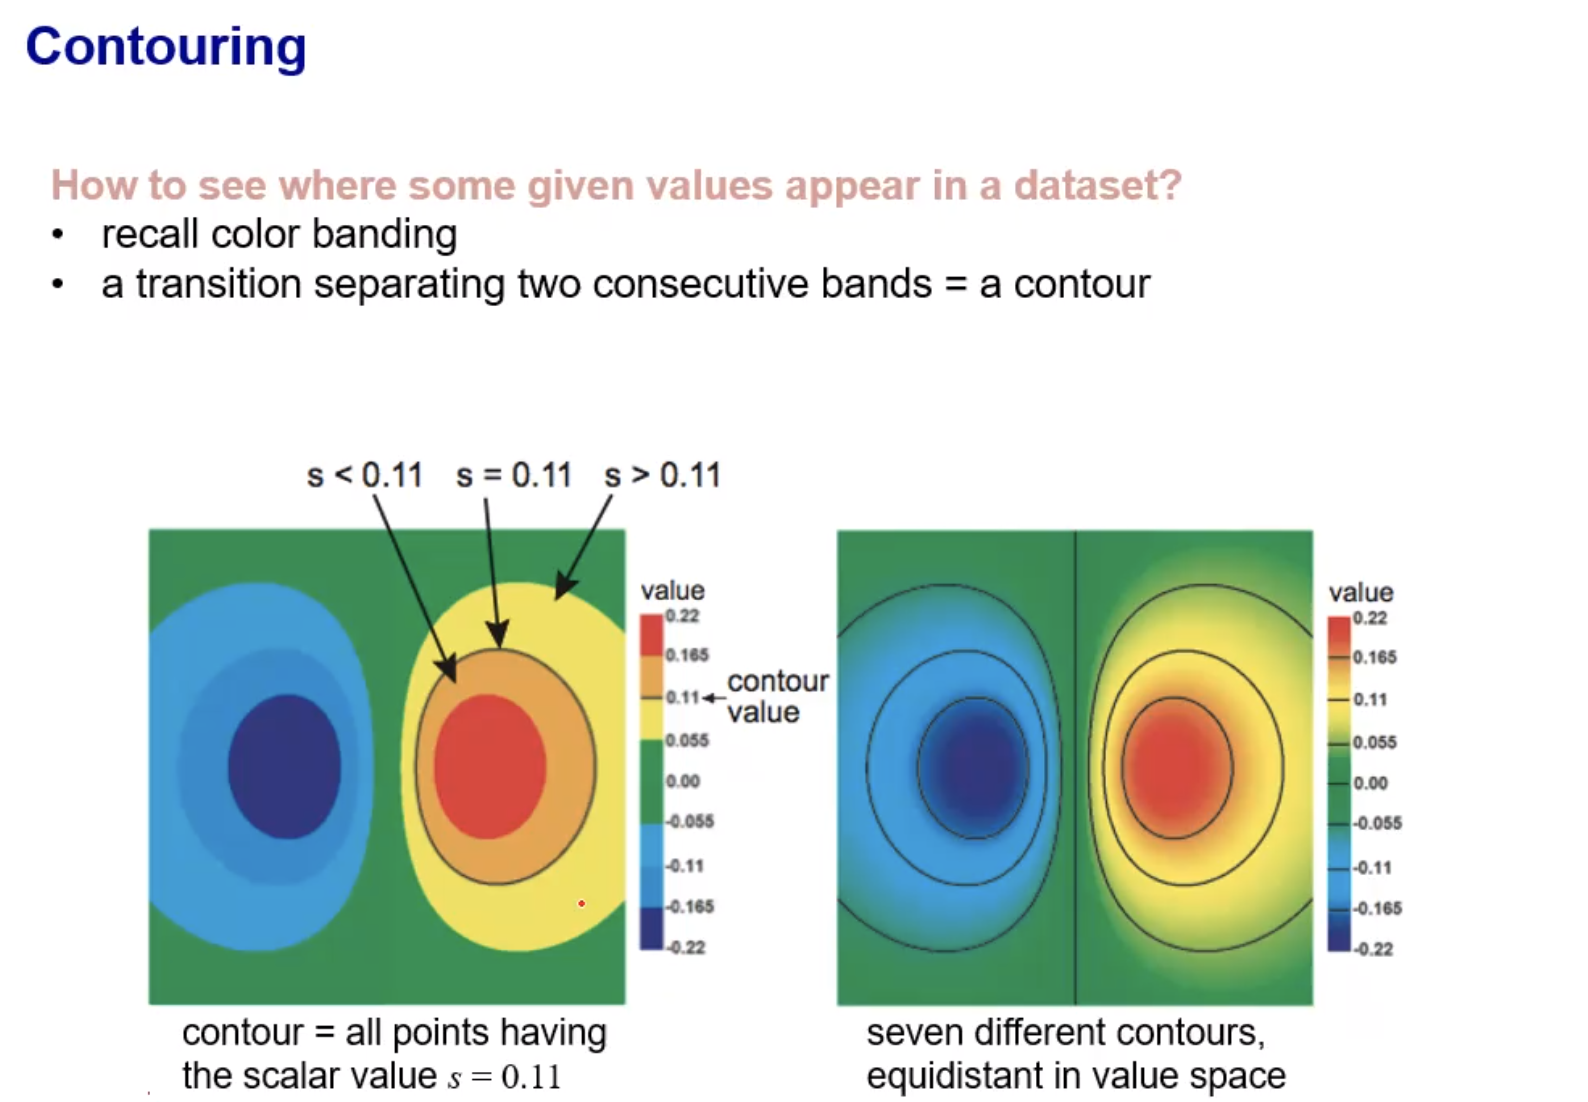 Contouring
How to see where some given values appear in a dataset?
• recall color banding
• a transition separating two consecutive bands = a contour
s < 0.11 s = 0.11 s > 0.11
value
0.22
0.165
0.11
0.055
0.00
-0.055
-0.11
-0.165
-0.22
contour
value
contour = all points having
the scalar value s = 0.11
value
0.22
0.165
0.11
0.055
0.00
-0.055
-0.11
-0.165
-0.22
seven different contours,
equidistant in value space